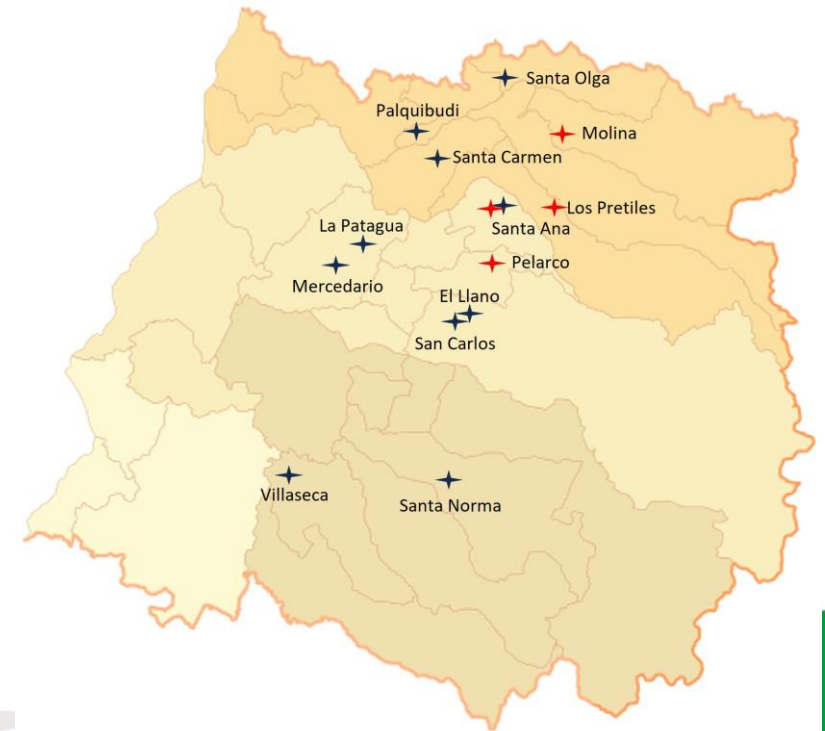 Santa Olga
Palquibudi
Molina
Santa Carmen
Los Pretiles
La Patagua
Santa Ana
Pelarco
Mercedario
El Llano
San Carlos
Villaseca
Santa Norma